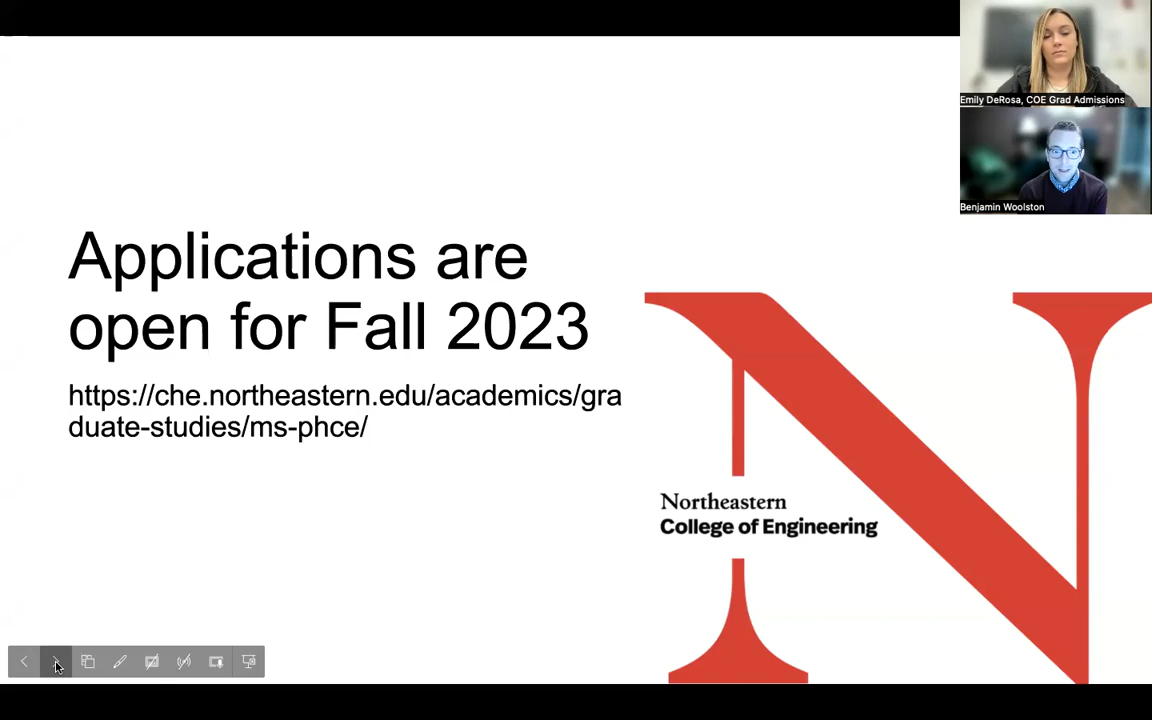 Emily DeRosa, COE Grad Admissions
Benjamin Woolston
Applications are
open for Fall 2023
https://che.northeastern.edu/academics/gra
duate-studies/ms-phce/
N
Northeastern
College of Engineering